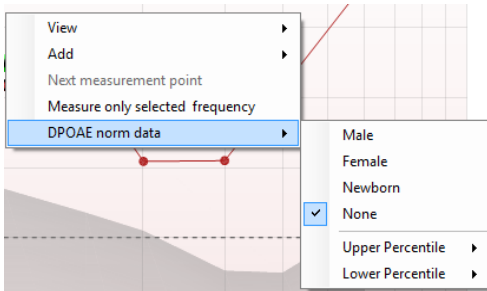 View
Add
Next measurement point
Measure only selected frequency
DPOAE norm data
Male
Female
Newborn
None
Upper Percentile
Lower Percentile